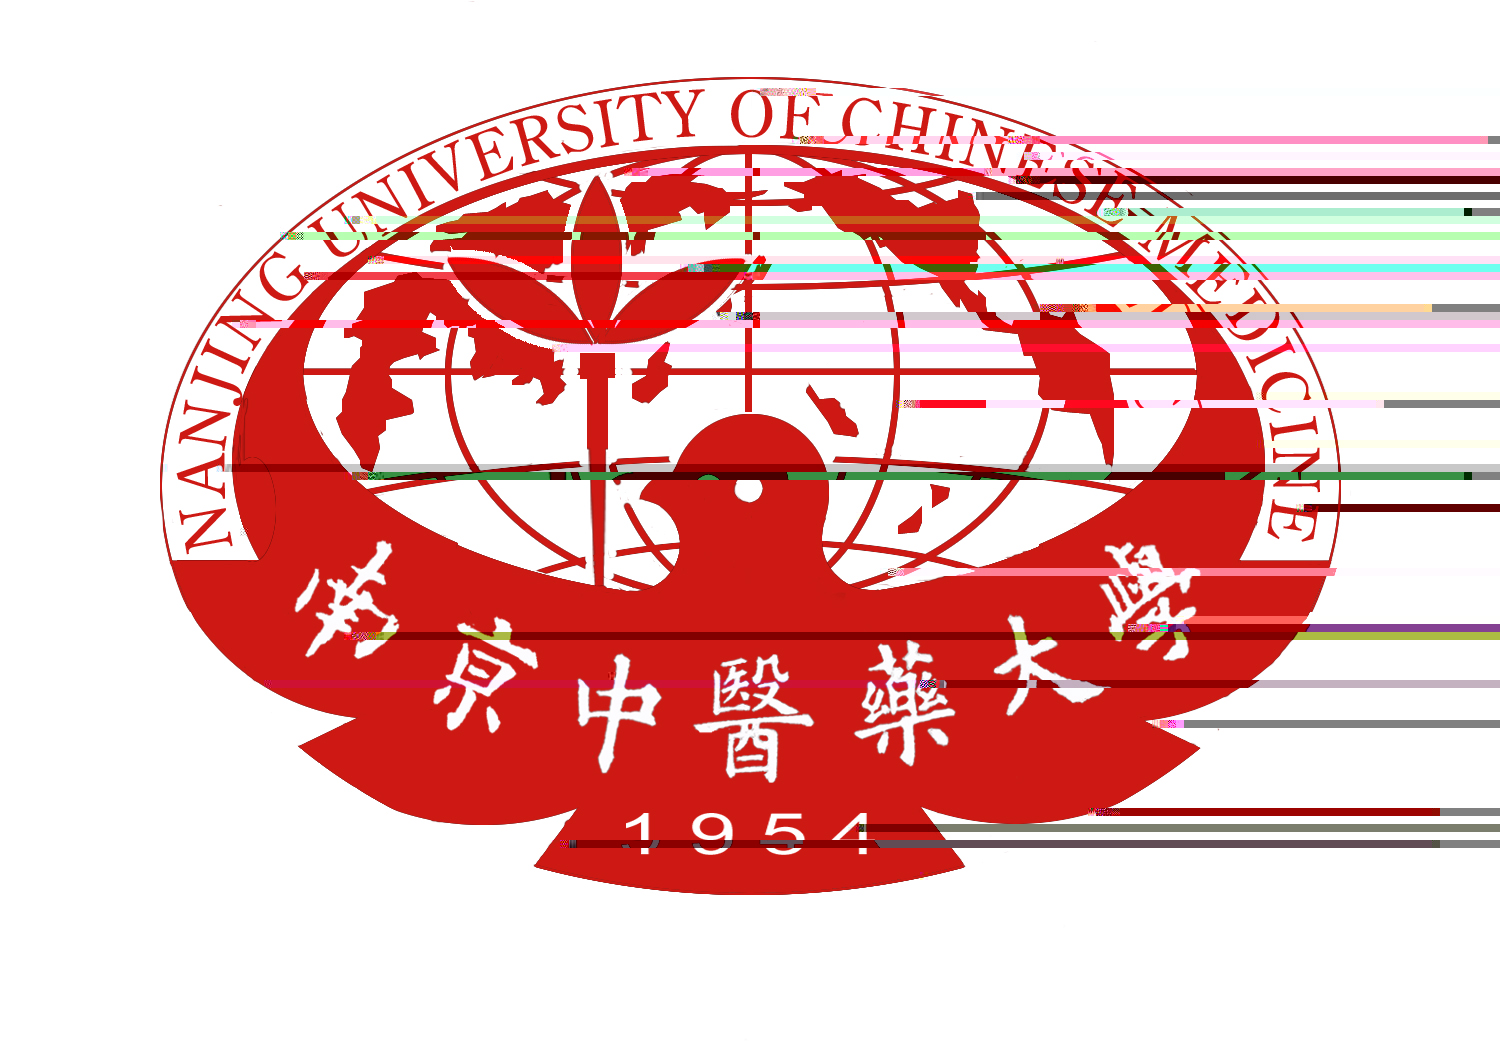 NANJING UNIVERSITY OF CHINESE MEDICINE
南京中醫藥大學
1954